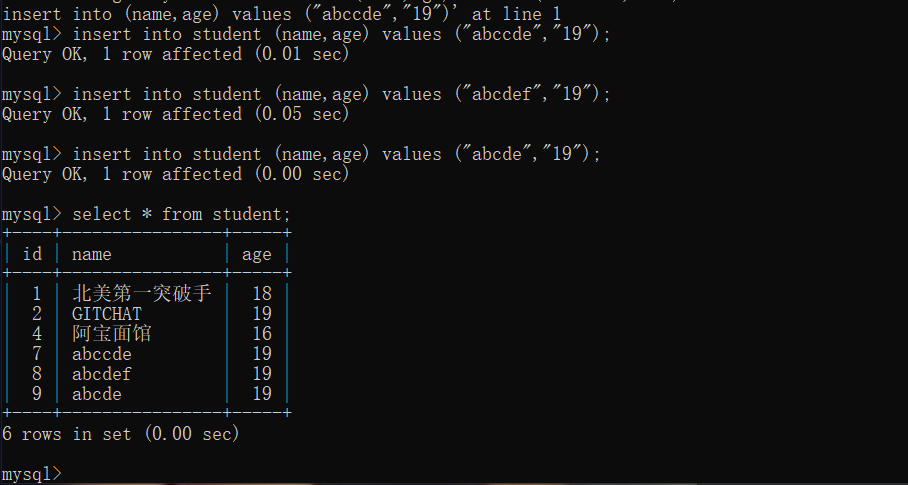 insert into (name,age) values ("abccde","19")' at line 1
mysql> insert into student (name,age) values ("abccde","19");
Query OK, 1 row affected (0.01 sec)
mysql> insert into student (name,age) values ("abcdef","19");
Query OK, 1 row affected (0.05 sec)
mysql> insert into student (name,age) values ("abcde","19");
Query OK, 1 row affected (0.00 sec)
mysql> select * from student;
+----+----------------+-----+
| id | name | age |
+----+----------------+-----+
| 1 | 北美第一突破手 | 18 |
| 2 | GITCHAT | 19 |
| 4 | 阿宝面馆 | 16 |
| 7 | abccde | 19 |
| 8 | abcdef | 19 |
| 9 | abcde | 19 |
+----+----------------+-----+
6 rows in set (0.00 sec)
mysql>